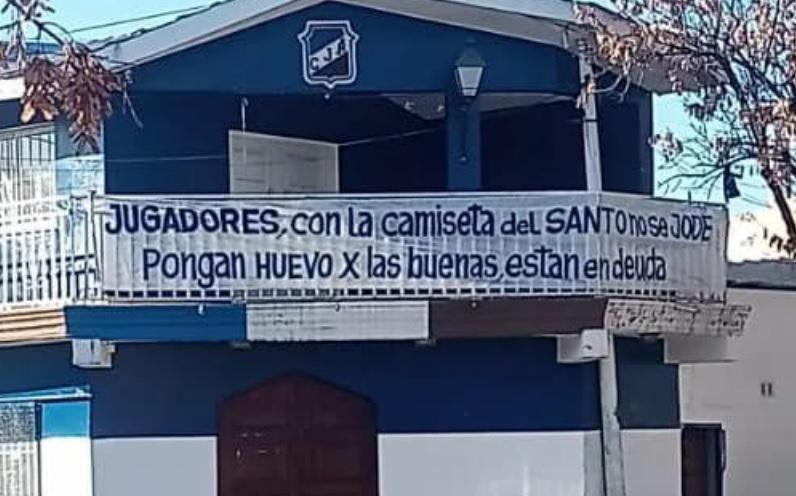 C.J.A
JUGADORES, con la camiseta del SANTO no se JODE
Pongan HUEVO X las buenas, estan en deuda